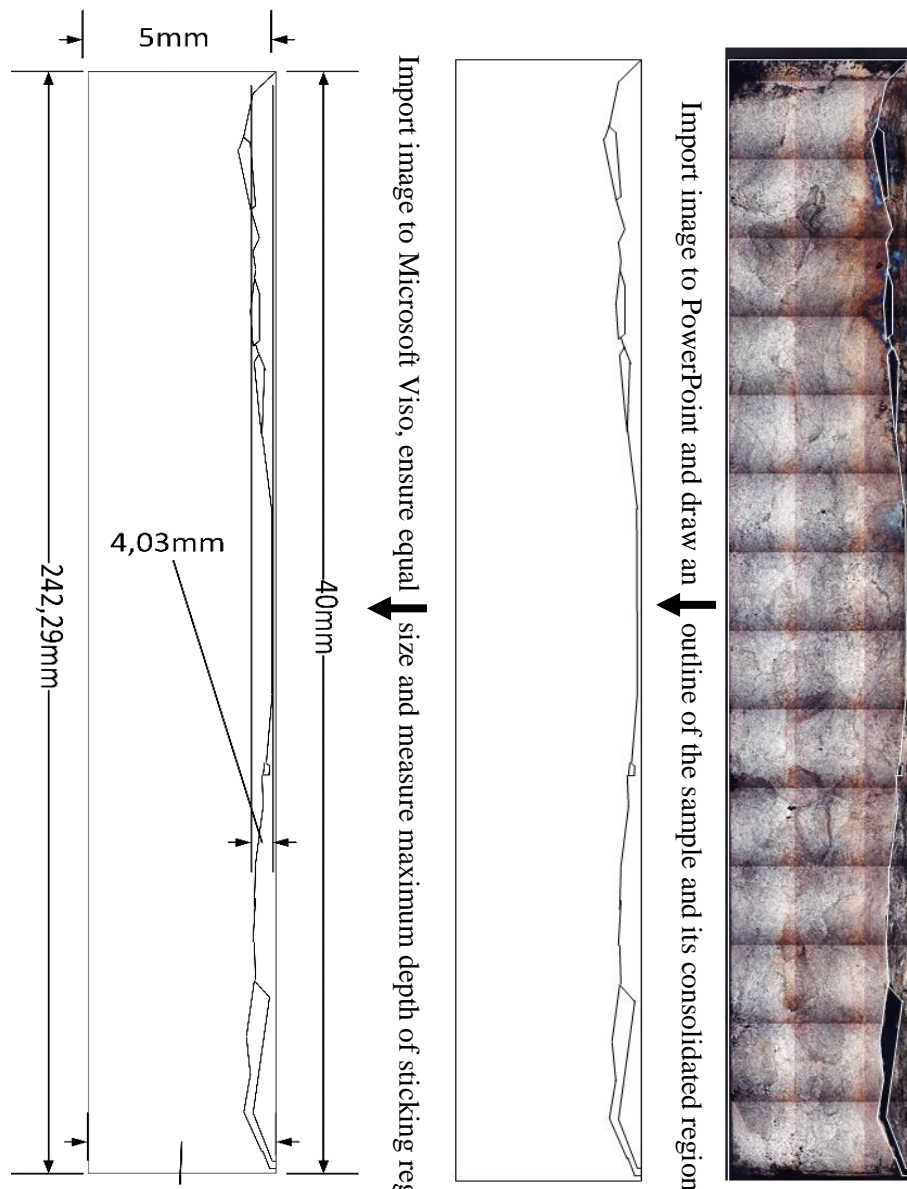 5mm
242,29mm
4,03mm
40mm
Import image to Microsoft Viso, ensure equal size and measure maximum depth of sticking
Import image to PowerPoint and draw an outline of the sample and its consolidated region